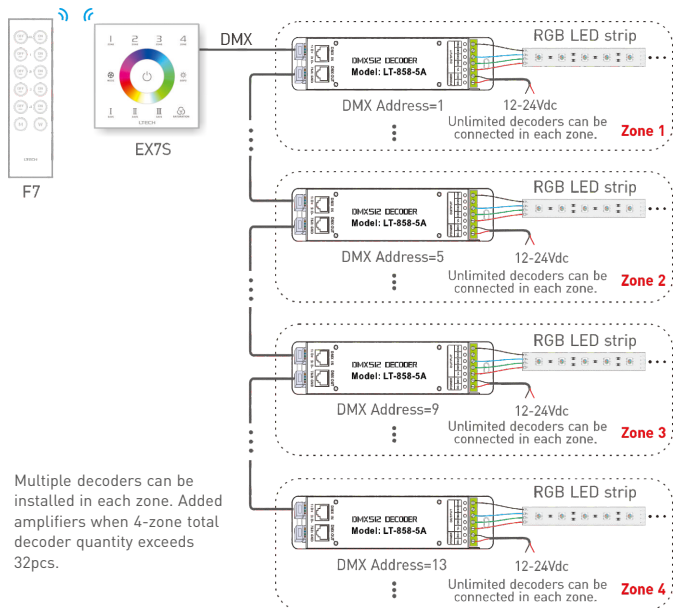 F7
1 2 3 4
I II III
LTECH
EX7S
DMX
DMX512 DECODER
Model: LT-858-5A
DMX Address=1
RGB LED strip
12-24Vdc
Unlimited decoders can be
connected in each zone.
Zone 1
DMX512 DECODER
Model: LT-858-5A
DMX Address=5
RGB LED strip
12-24Vdc
Unlimited decoders can be
connected in each zone.
Zone 2
DMX512 DECODER
Model: LT-858-5A
DMX Address=9
RGB LED strip
12-24Vdc
Unlimited decoders can be
connected in each zone.
Zone 3
DMX512 DECODER
Model: LT-858-5A
DMX Address=13
RGB LED strip
12-24Vdc
Unlimited decoders can be
connected in each zone.
Zone 4
Multiple decoders can be
installed in each zone. Added
amplifiers when 4-zone total
decoder quantity exceeds
32pcs.